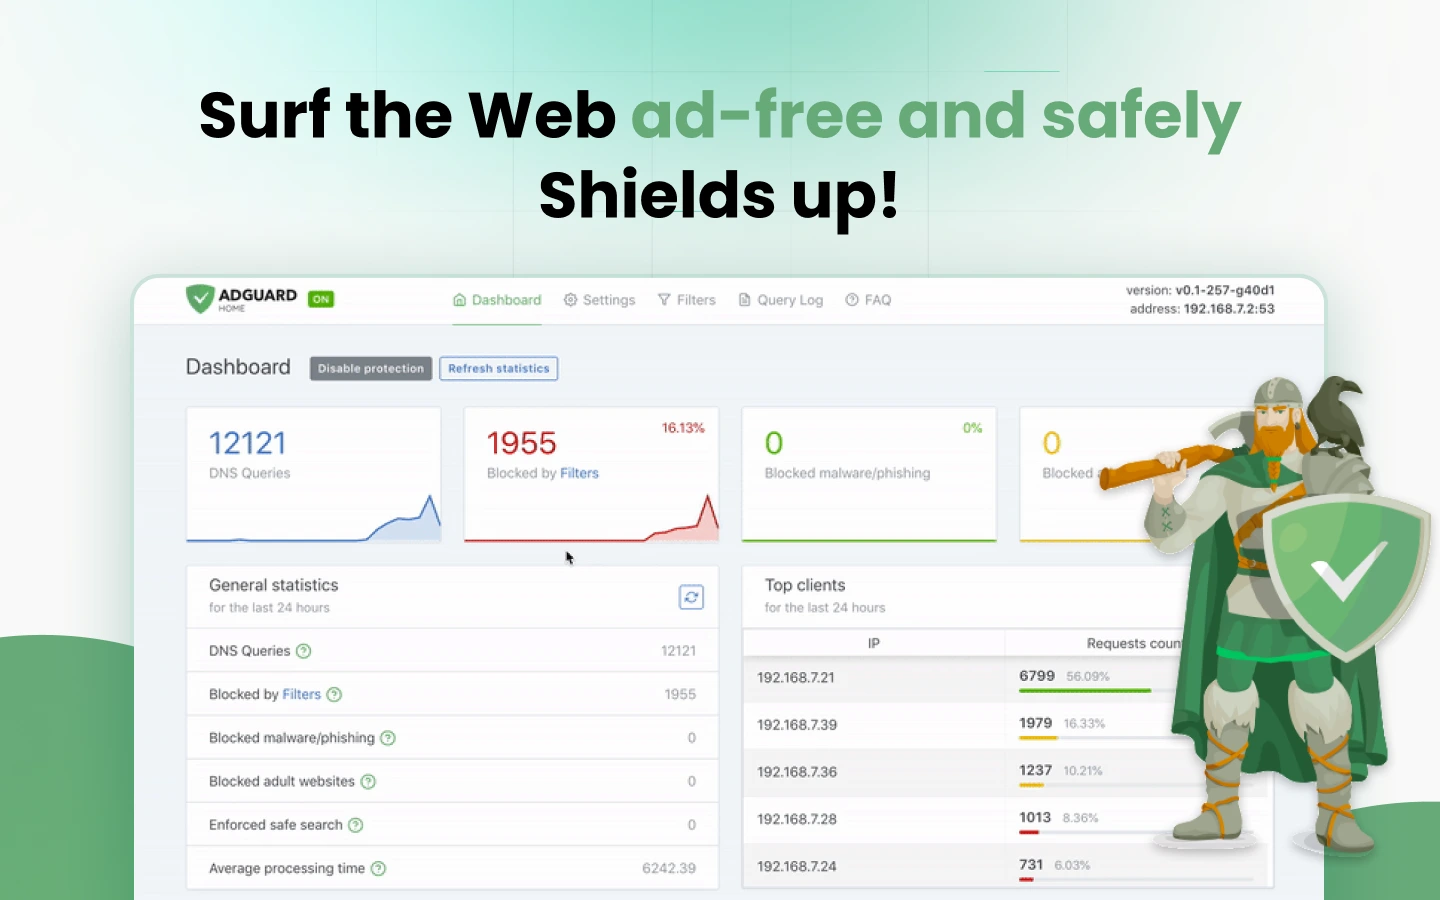 Surf the Web ad-free and safely
Shields up!
ADGUARD
HOME
ON
Dashboard
Settings
Filters
Query Log
FAQ
version: v0.1-257-g40d1
address: 192.168.7.2:53
Dashboard
Disable protection
Refresh statistics
12121
DNS Queries
16.13%
1955
Blocked by Filters
0%
0
Blocked malware/phishing
0
Blocked
General statistics
for the last 24 hours
DNS Queries 12121
Blocked by Filters 1955
Blocked malware/phishing 0
Blocked adult websites 0
Enforced safe search 0
Average processing time 6242.39
Top clients
for the last 24 hours
IP Requests coun
192.168.7.21 6799 56.09%
192.168.7.39 1979 16.33%
192.168.7.36 1237 10.21%
192.168.7.28 1013 8.36%
192.168.7.24 731 6.03%